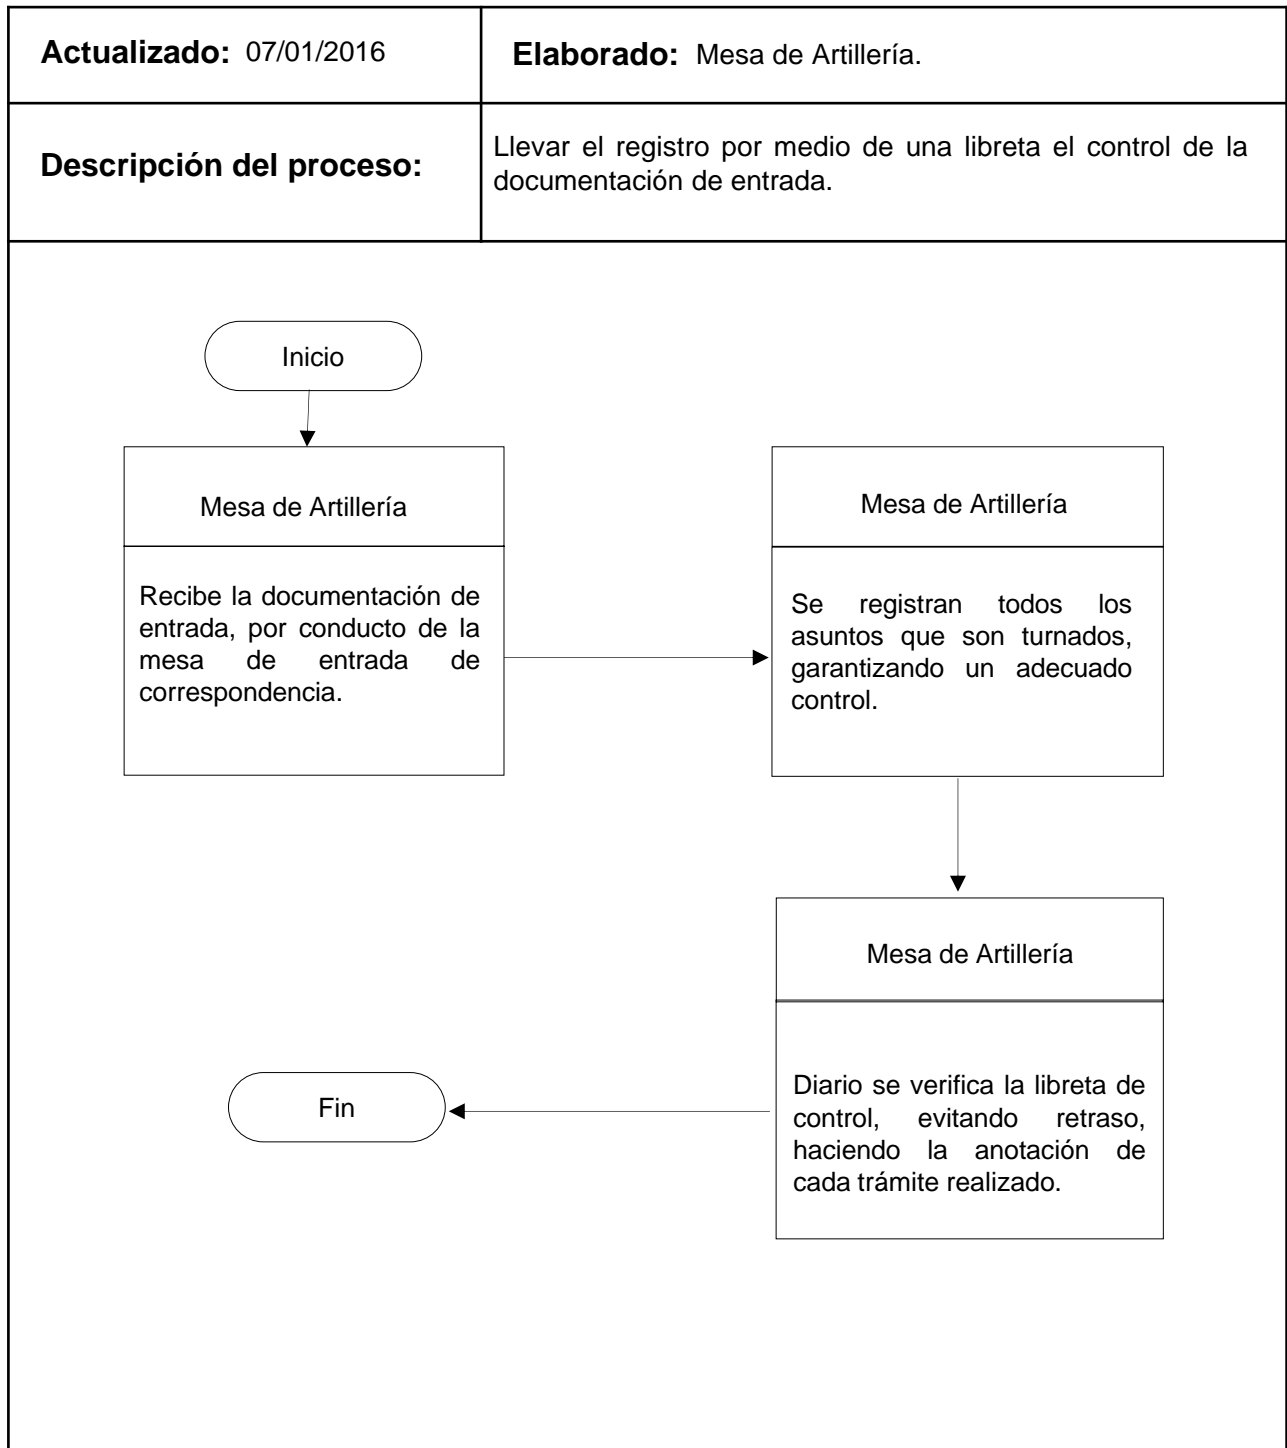 Actualizado: 07/01/2016
Elaborado: Mesa de Artillería.
Descripción del proceso:
Llevar el registro por medio de una libreta el control de la
documentación de entrada.
Inicio
Mesa de Artillería
Recibe la documentación de
entrada, por conducto de la
mesa de entrada de
correspondencia.
Mesa de Artillería
Se registran todos los
asuntos que son turnados,
garantizando un adecuado
control.
Mesa de Artillería
Diario se verifica la libreta de
control, evitando retraso,
haciendo la anotación de
cada trámite realizado.
Fin